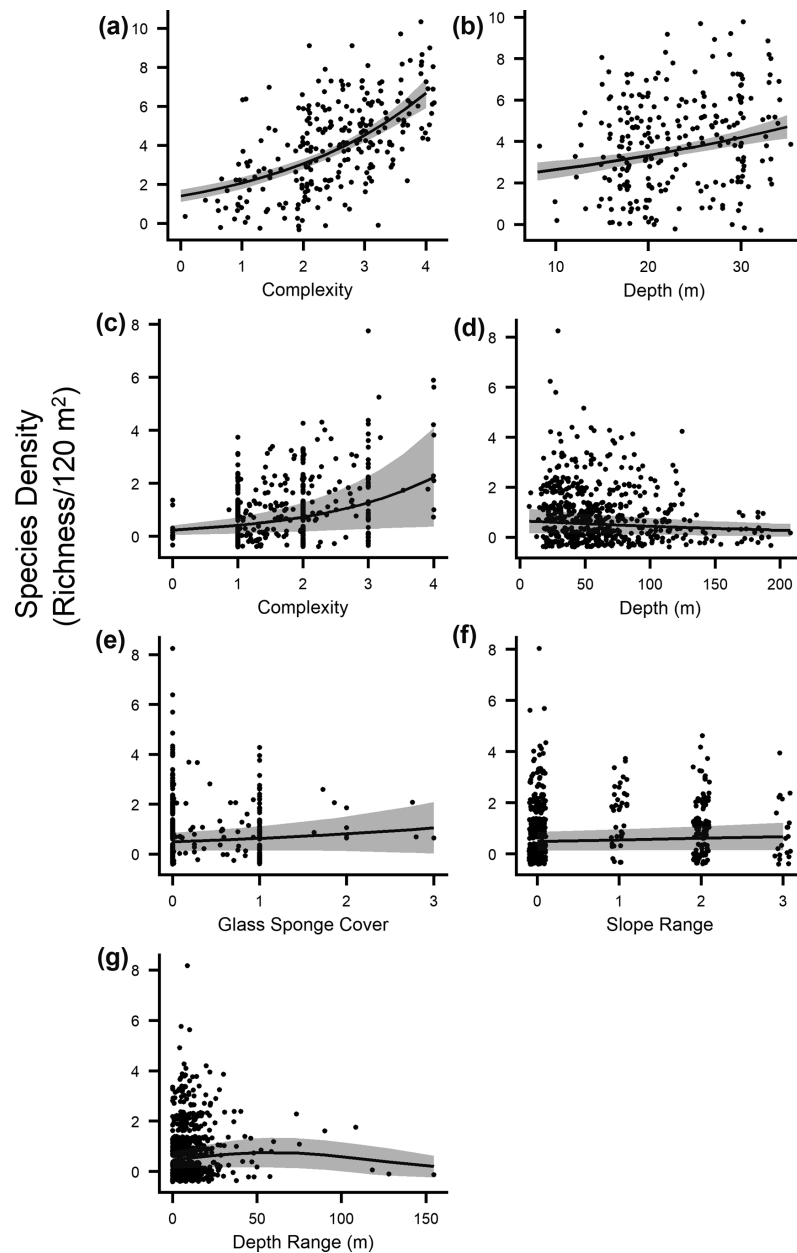 (a)
10
8
6
4
2
0
0 1 2 3 4
Complexity
(b)
10
8
6
4
2
0
10 20 30
Depth (m)
Species Density
(Richness/120 m²)
(c)
8
6
4
2
0
0 1 2 3 4
Complexity
(d)
8
6
4
2
0
0 50 100 150 200
Depth (m)
(e)
8
6
4
2
0
0 1 2 3
Glass Sponge Cover
(f)
8
6
4
2
0
0 1 2 3
Slope Range
(g)
8
6
4
2
0
0 50 100 150
Depth Range (m)